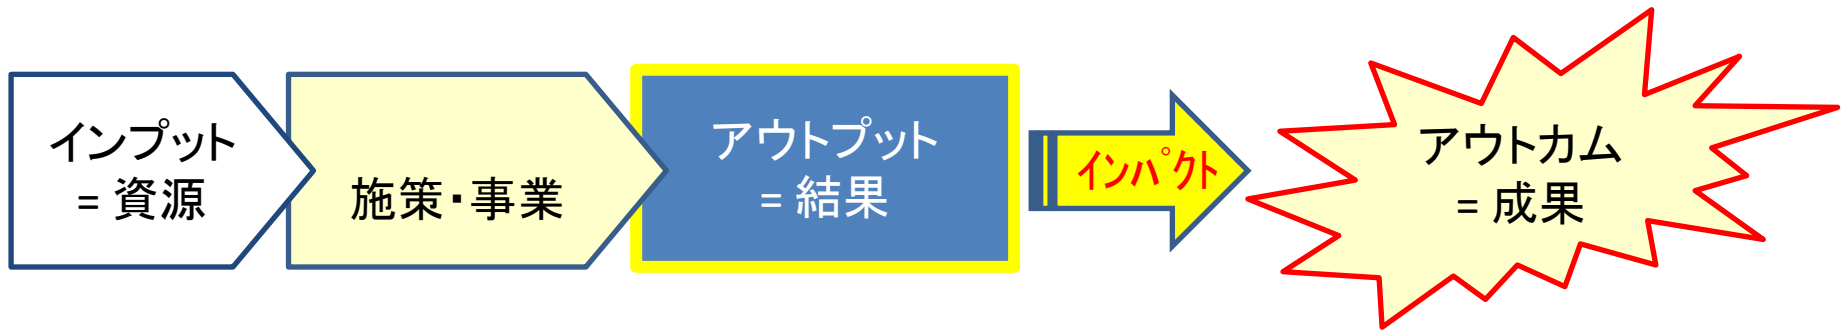 インプット
= 資源
施策・事業
アウトプット
= 結果
インパクト
アウトカム
= 成果